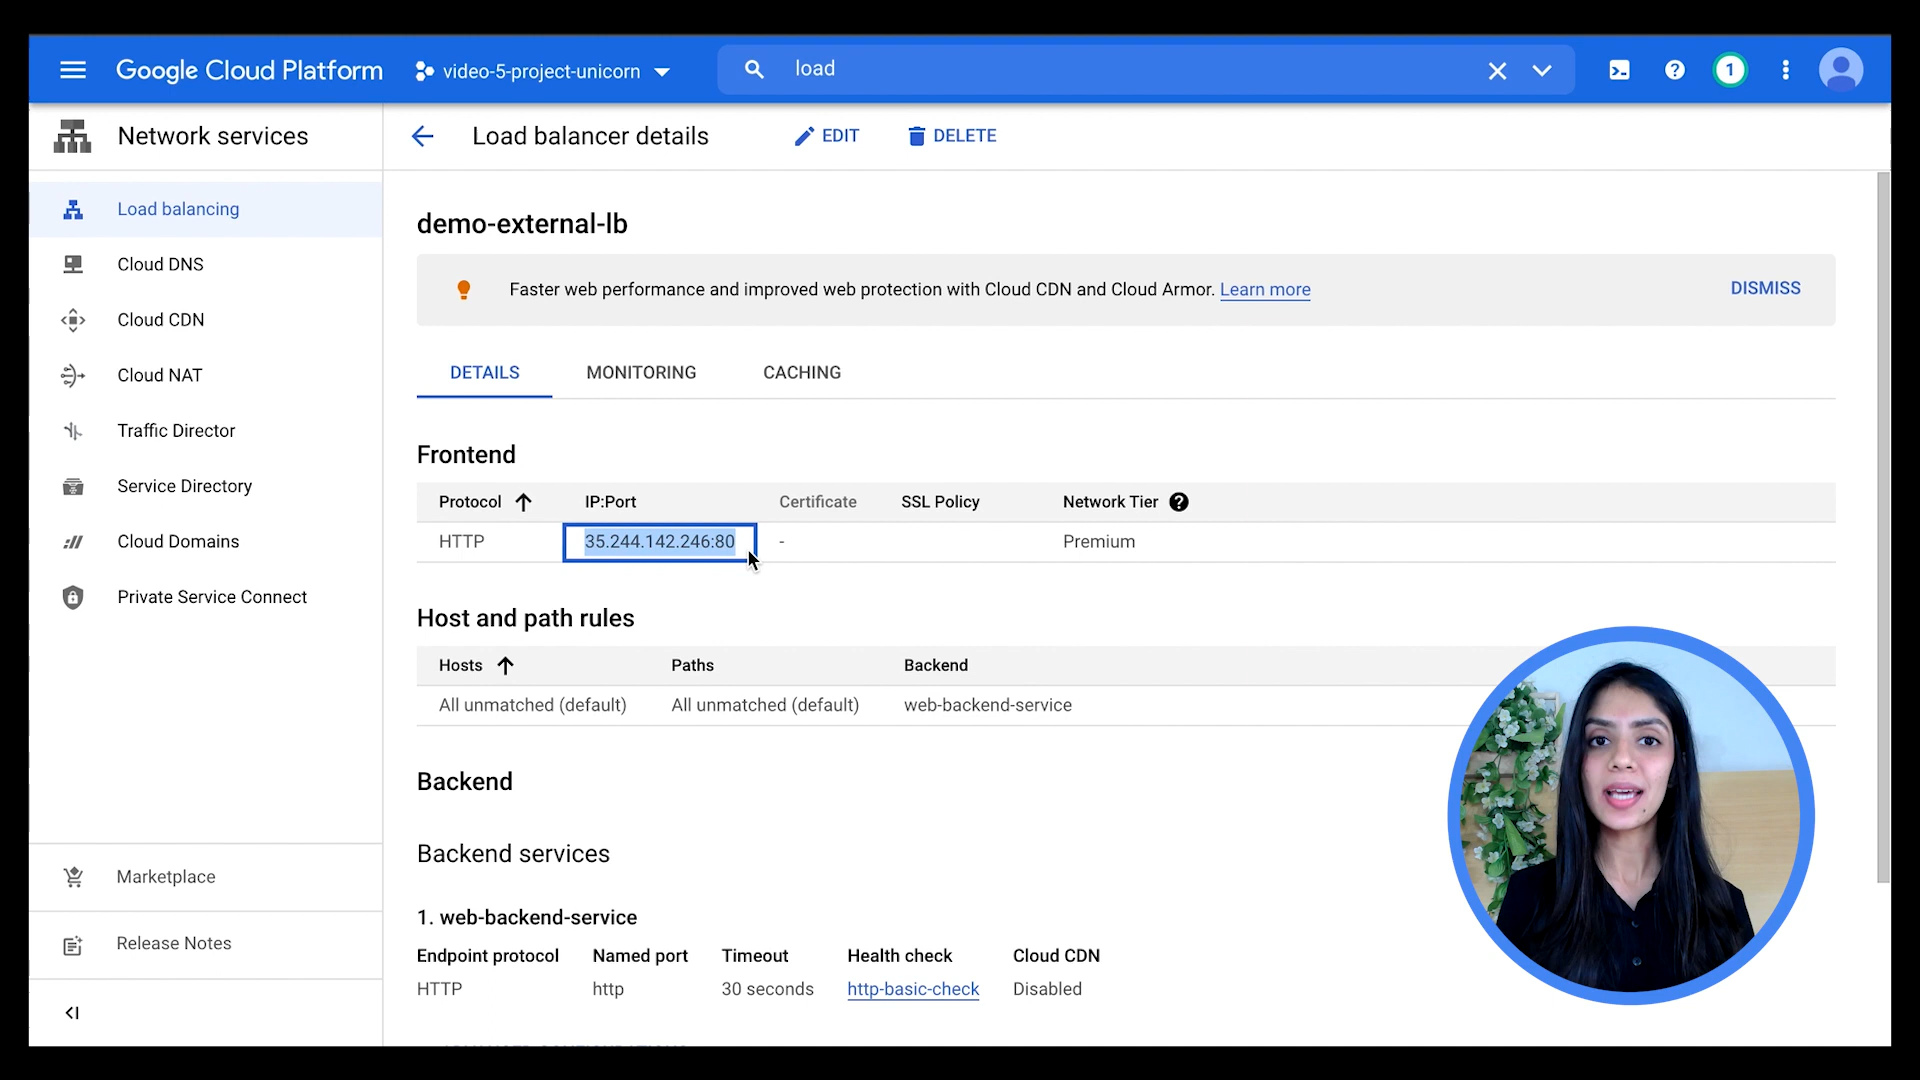 Google Cloud Platform video-5-project-unicorn load 1
Network services Load balancer details EDIT DELETE
Load balancing
Cloud DNS
Cloud CDN
Cloud NAT
Traffic Director
Service Directory
Cloud Domains
Private Service Connect
Marketplace
Release Notes
demo-external-lb
Faster web performance and improved web protection with Cloud CDN and Cloud Armor. Learn more DISMISS
DETAILS MONITORING CACHING
Frontend
Protocol IP:Port Certificate SSL Policy Network Tier
HTTP 35.244.142.246:80 - Premium
Host and path rules
Hosts Paths Backend
All unmatched (default) All unmatched (default) web-backend-service
Backend
Backend services
1. web-backend-service
Endpoint protocol Named port Timeout Health check Cloud CDN
HTTP http 30 seconds http-basic-check Disabled